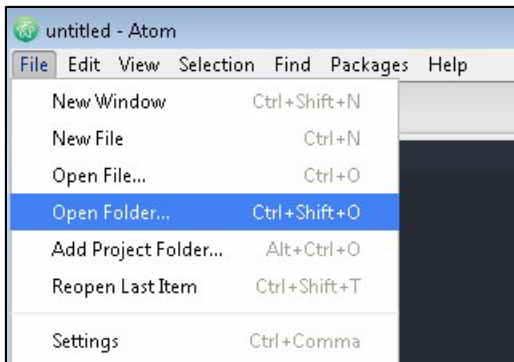 untitled - Atom
File Edit View Selection Find Packages Help
New Window Ctrl+Shift+N
New File Ctrl+N
Open File... Ctrl+O
Open Folder... Ctrl+Shift+O
Add Project Folder... Alt+Ctrl+O
Reopen Last Item Ctrl+Shift+T
Settings Ctrl+Comma